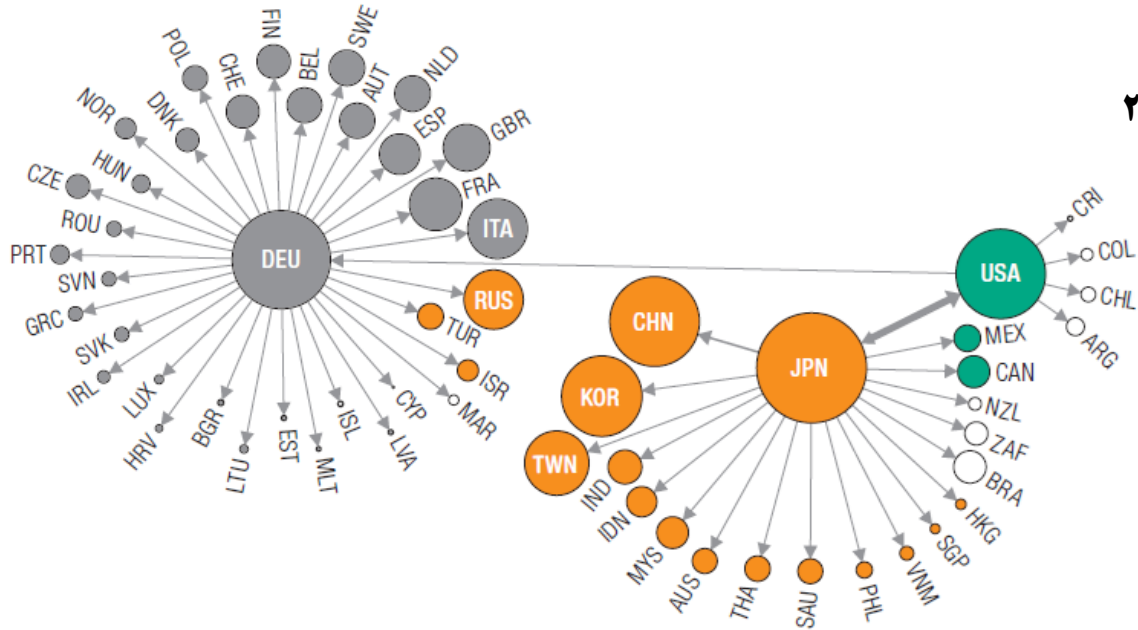 FIN
SWE
POL
CHE
BEL
AUT
NLD
NOR
DNK
ESP
GBR
٢
CZE
HUN
FRA
ROU
ITA
CRI
PRT
DEU
COL
SVN
USA
RUS
CHL
GRC
TUR
CHN
ARG
SVK
MEX
IRL
ISR
JPN
CAN
LUX
CYP
MAR
KOR
NZL
HRV
BGR
ISL
LVA
ZAF
LTU
EST
MLT
TWN
IND
BRA
IDN
HKG
MYS
SGP
AUS
THA
SAU
PHL
VNM